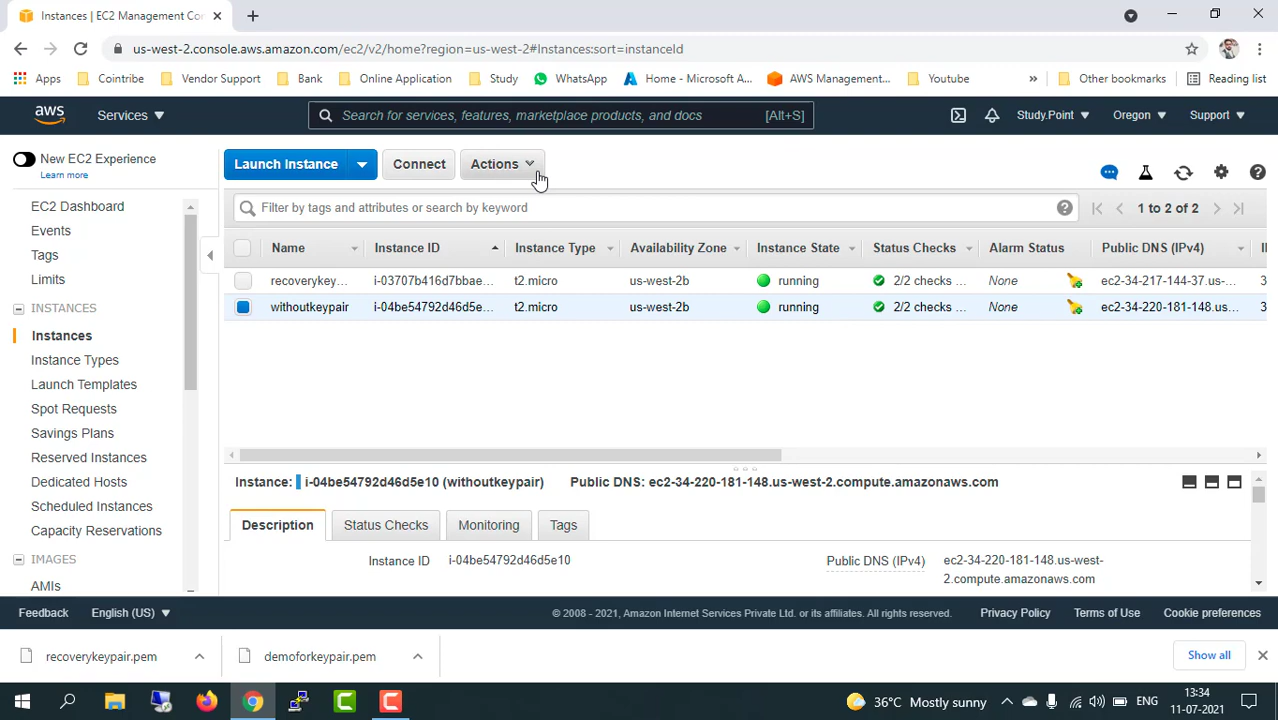 Instances | EC2 Management Co
us-west-2.console.aws.amazon.com/ec2/v2/home?region=us-west-2#Instances:sort=instanceId
Apps Cointribe Vendor Support Bank Online Application Study WhatsApp Home - Microsoft A... AWS Management... Youtube » Other bookmarks Reading list
aws Services Search for services, features, marketplace products, and docs [Alt+S] Study.Point Oregon Support
New EC2 Experience
Learn more
Launch Instance Connect Actions
EC2 Dashboard
Events
Tags
Limits
INSTANCES
Instances
Instance Types
Launch Templates
Spot Requests
Savings Plans
Reserved Instances
Dedicated Hosts
Scheduled Instances
Capacity Reservations
IMAGES
AMIs
Filter by tags and attributes or search by keyword 1 to 2 of 2
Name Instance ID Instance Type Availability Zone Instance State Status Checks Alarm Status Public DNS (IPv4)
recoverykey... i-03707b416d7bbae... t2.micro us-west-2b running 2/2 checks ... None ec2-34-217-144-37.us-...
withoutkeypair i-04be54792d46d5e... t2.micro us-west-2b running 2/2 checks ... None ec2-34-220-181-148.us... 3
Instance: i-04be54792d46d5e10 (withoutkeypair) Public DNS: ec2-34-220-181-148.us-west-2.compute.amazonaws.com
Description Status Checks Monitoring Tags
Instance ID i-04be54792d46d5e10 Public DNS (IPv4) ec2-34-220-181-148.us-west-
2.compute.amazonaws.com
Feedback English (US) © 2008 - 2021, Amazon Internet Services Private Ltd. or its affiliates. All rights reserved. Privacy Policy Terms of Use Cookie preferences
recoverykeypair.pem demoforkeypair.pem Show all
36°C Mostly sunny ENG 13:34
11-07-2021